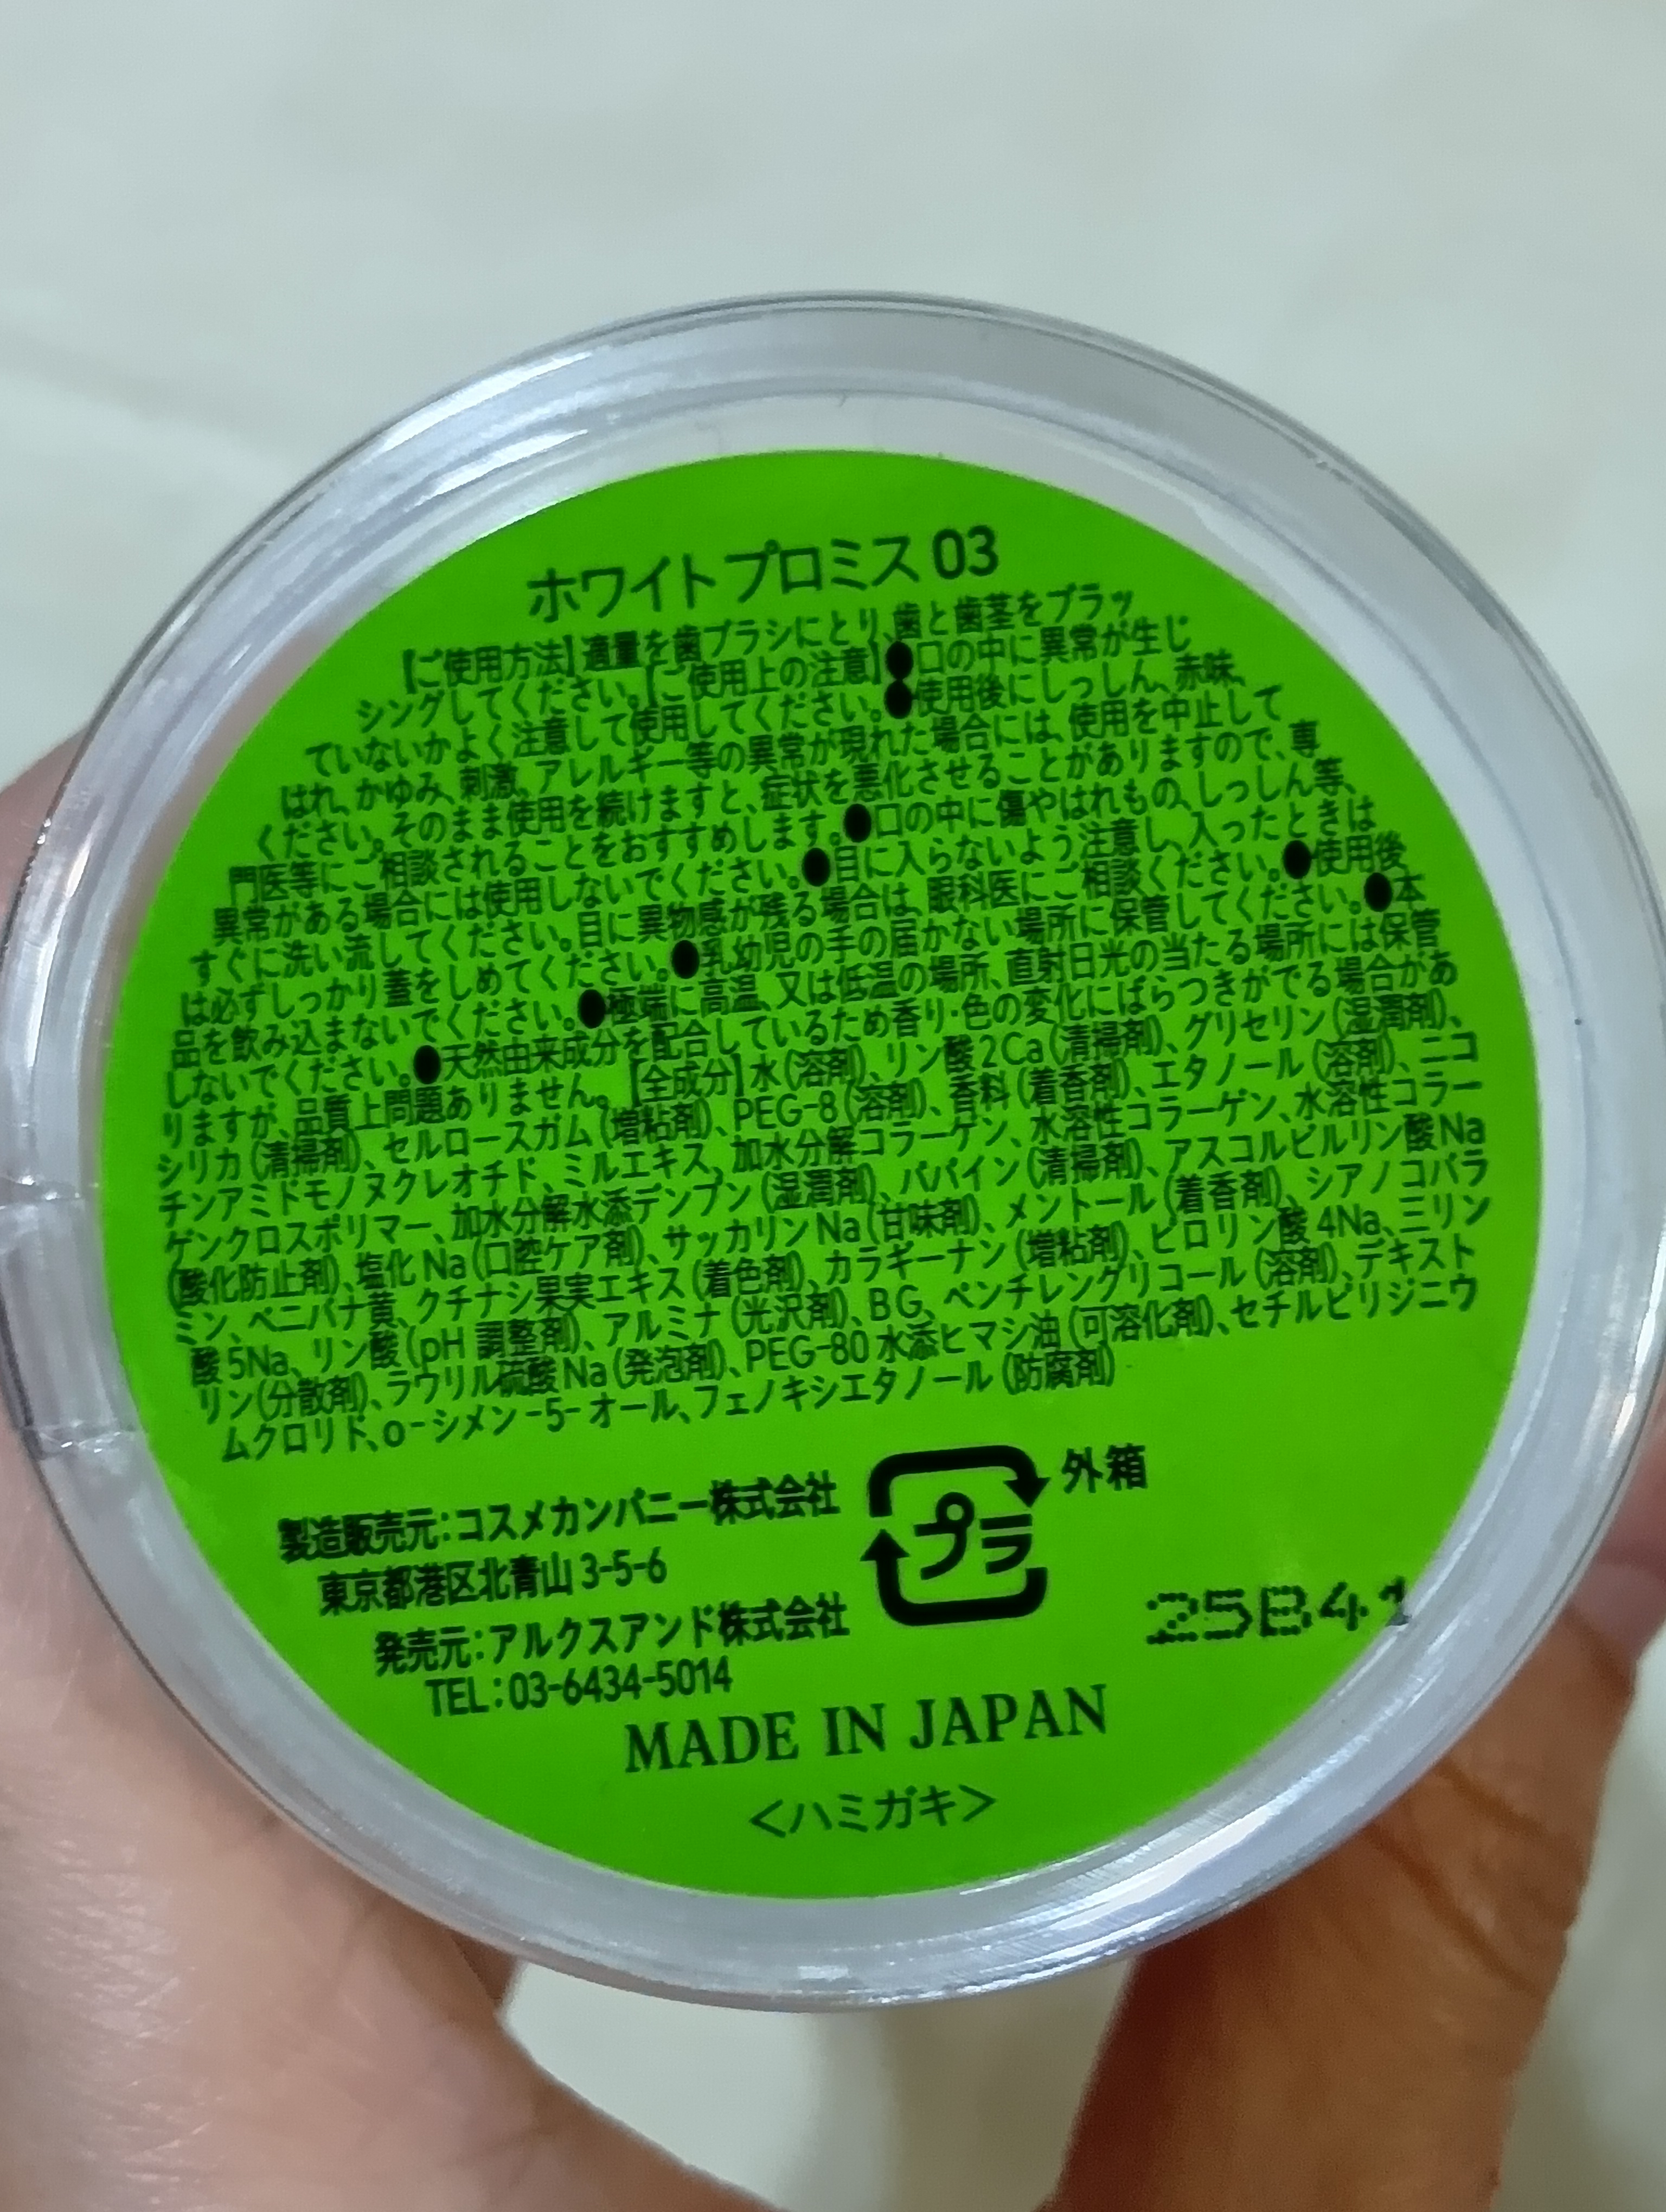 ホワイトプロミス 03
【ご使用方法】適量を歯ブラシにとり、歯と歯茎をブラッ
シングしてください。【ご使用上の注意】●口の中に異常が生じ
ていないかよく注意して使用してください。●使用後にしっしん、赤味、
はれ、かゆみ、刺激、アレルギー等の異常が現れた場合には、使用を中止して
ください。そのまま使用を続けますと、症状を悪化させることがありますので、専
門医等にご相談されることをおすすめします。●口の中に傷やはれもの、しっしん等、
異常がある場合には使用しないでください。●目に入らないよう注意し、入ったときは
すぐに洗い流してください。目に異物感が残る場合は、眼科医にご相談ください。●使用後
は必ずしっかり蓋をしめてください。●乳幼児の手の届かない場所に保管してください。●本
品を飲み込まないでください。●極端に高温、又は低温の場所、直射日光の当たる場所には保管
しないでください。●天然由来成分を配合しているため香り・色の変化にばらつきがでる場合があ
りますが、品質上問題ありません。【全成分】水(溶剤)、リン酸2Ca(清掃剤)、グリセリン(湿潤剤)、
シリカ(清掃剤)、セルロースガム(増粘剤)、PEG-8(溶剤)、香料(着香剤)、エタノール(溶剤)、ニコ
チンアミドモノヌクレオチド、ミルエキス、加水分解コラーゲン、水溶性コラーゲン、水溶性コラー
ゲンクロスポリマー、加水分解水添デンプン(湿潤剤)、パパイン(清掃剤)、アスコルビルリン酸Na
(酸化防止剤)、塩化Na(口腔ケア剤)、サッカリンNa(甘味剤)、メントール(着香剤)、シアノコバラ
ミン、ベニバナ黄、クチナシ果実エキス(着色剤)、カラギーナン(増粘剤)、ピロリン酸4Na、三リン
酸5Na、リン酸(pH 調整剤)、アルミナ(光沢剤)、BG、ペンチレングリコール(溶剤)、デキスト
リン(分散剤)、ラウリル硫酸Na(発泡剤)、PEG-80水添ヒマシ油(可溶化剤)、セチルピリジニウ
ムクロリド、o-シメン-5-オール、フェノキシエタノール(防腐剤)
製造販売元:コスメカンパニー株式会社
東京都港区北青山3-5-6
発売元:アルクスアンド株式会社
TEL:03-6434-5014
プラ
外箱
25B41
MADE IN JAPAN
<ハミガキ>